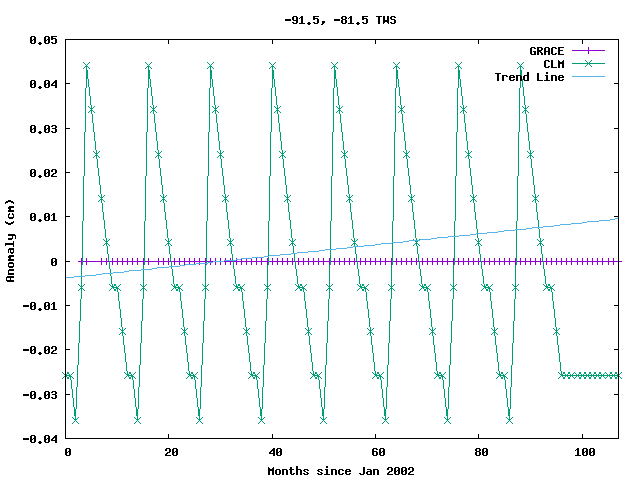 -91.5, -81.5 TWS
0.05
0.04
0.03
0.02
0.01
0
-0.01
-0.02
-0.03
-0.04
Anomaly (cm)
GRACE
CLM
Trend Line
0 20 40 60 80 100
Months since Jan 2002